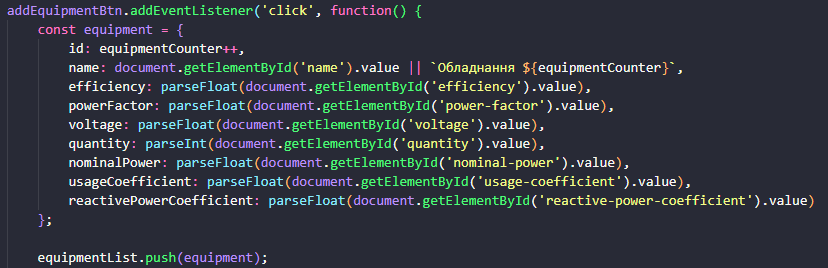 addEquipmentBtn.addEventListener('click', function() {
    const equipment = {
        id: equipmentCounter++,
        name: document.getElementById('name').value || `Обладнання ${equipmentCounter}`,
        efficiency: parseFloat(document.getElementById('efficiency').value),
        powerFactor: parseFloat(document.getElementById('power-factor').value),
        voltage: parseFloat(document.getElementById('voltage').value),
        quantity: parseInt(document.getElementById('quantity').value),
        nominalPower: parseFloat(document.getElementById('nominal-power').value),
        usageCoefficient: parseFloat(document.getElementById('usage-coefficient').value),
        reactivePowerCoefficient: parseFloat(document.getElementById('reactive-power-coefficient').value)
    };
    equipmentList.push(equipment);